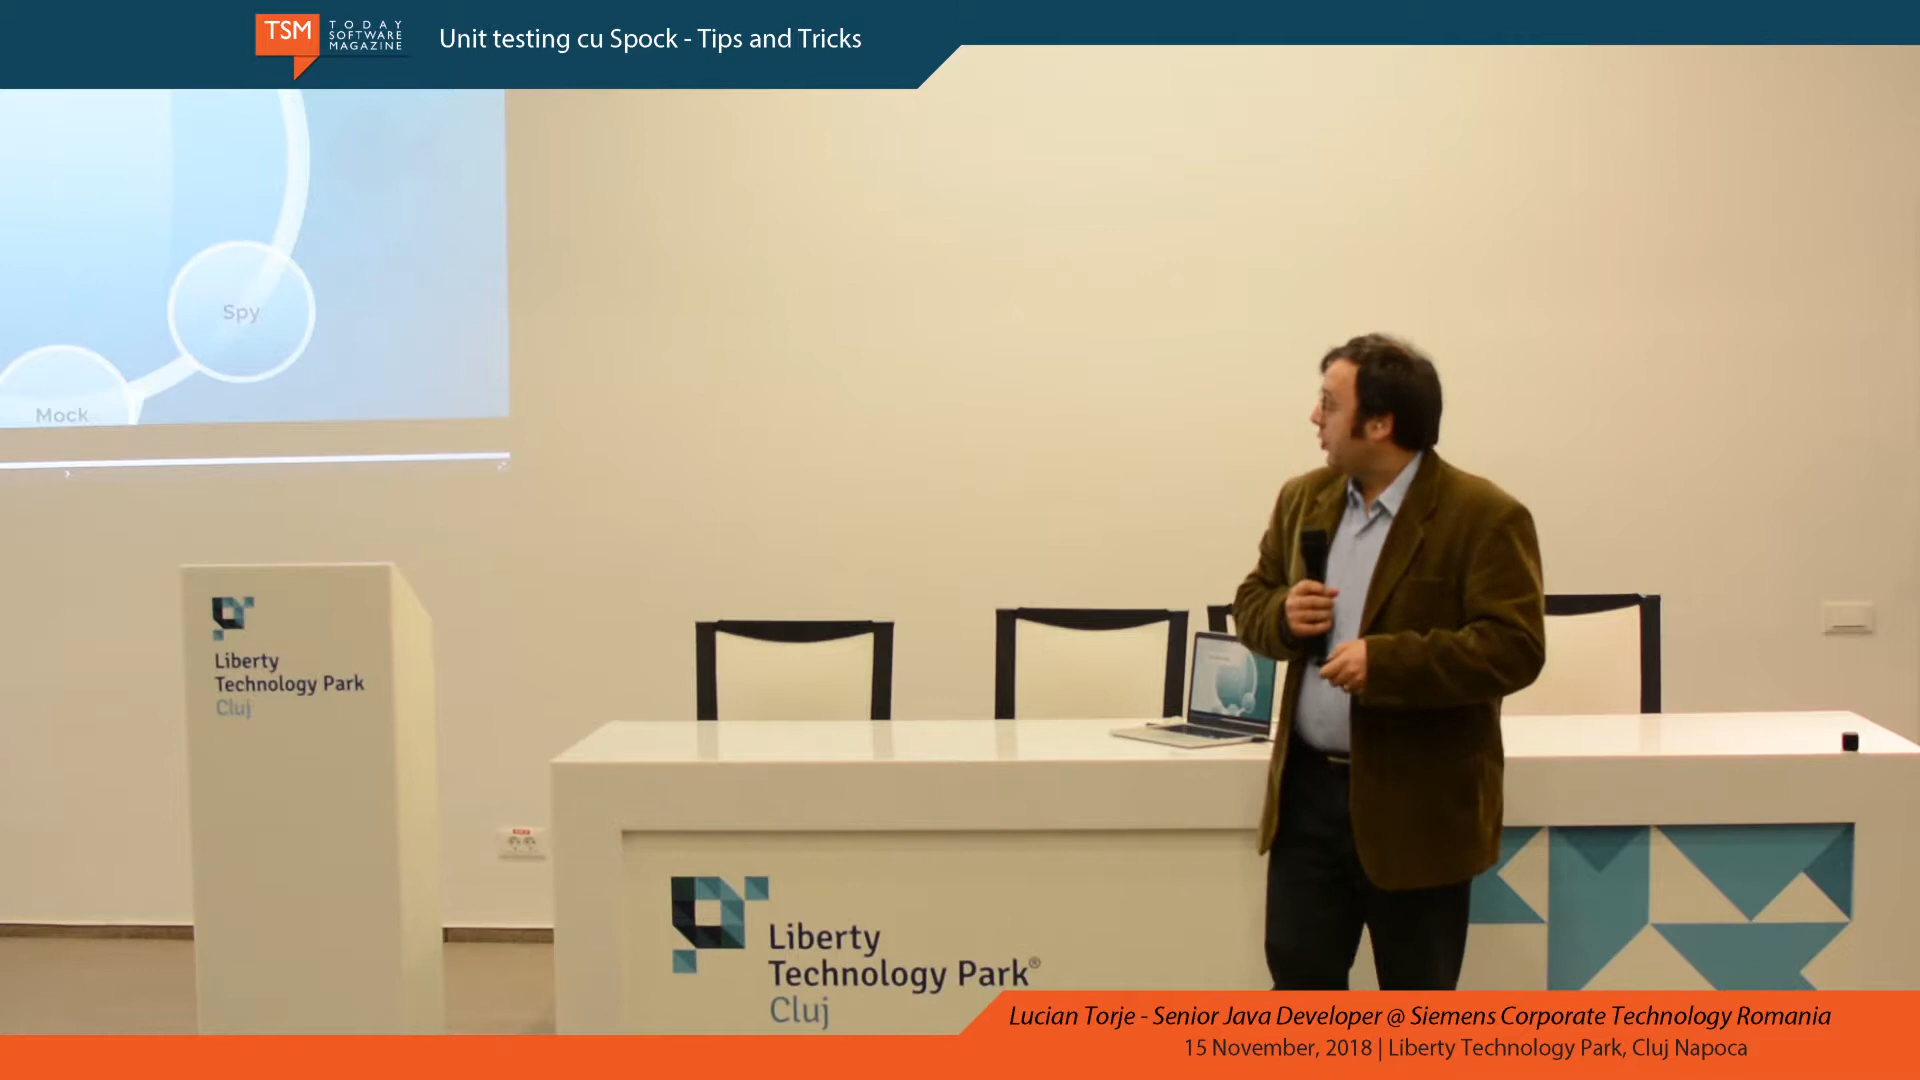 TSM
TODAY
SOFTWARE
MAGAZINE
Unit testing cu Spock - Tips and Tricks
Spy
Mock
Liberty
Technology Park
Cluj
Liberty
Technology Park®
Cluj
Lucian Torje - Senior Java Developer @ Siemens Corporate Technology Romania
15 November, 2018 | Liberty Technology Park, Cluj Napoca